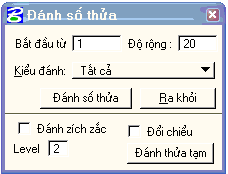 Đánh số thửa
Bắt đầu từ 1 Độ rộng : 20
Kiểu đánh: Tất cả
Đánh số thửa Ra khỏi
Đánh zích zắc Đổi chiều
Level 2 Đánh thửa tạm